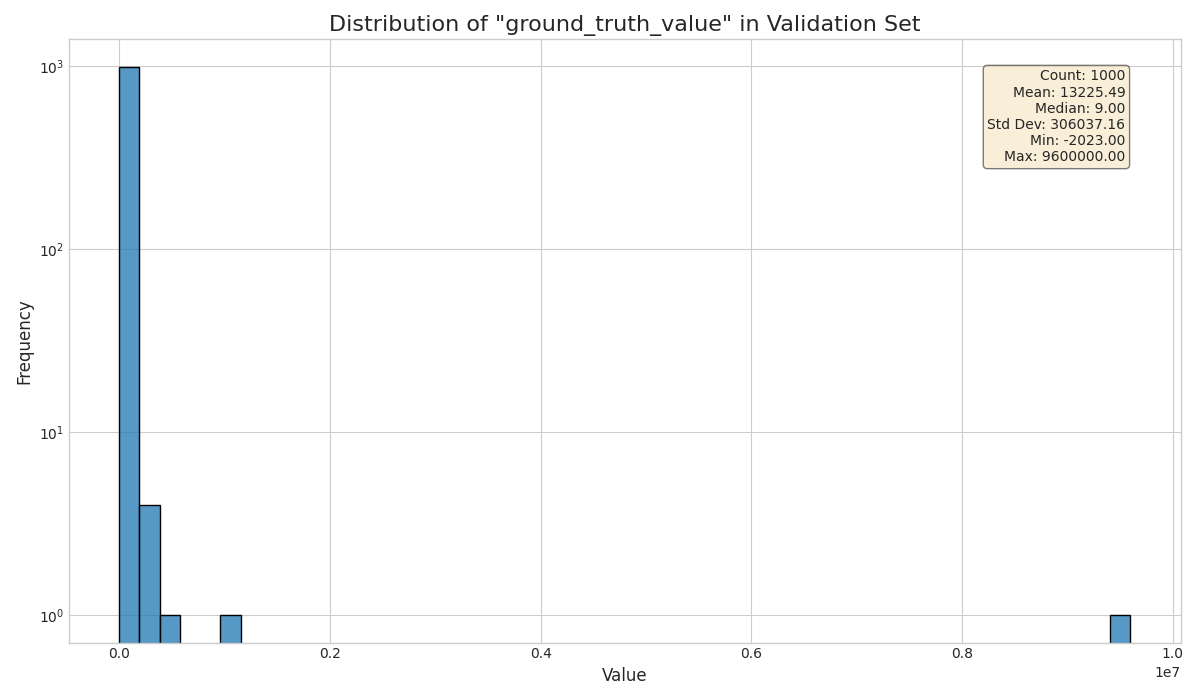 Distribution of "ground_truth_value" in Validation Set
Count: 1000
Mean: 13225.49
Median: 9.00
Std Dev: 306037.16
Min: -2023.00
Max: 9600000.00
Frequency
10³
10²
10¹
10⁰
0.0 0.2 0.4 0.6 0.8 1.0
1e7
Value